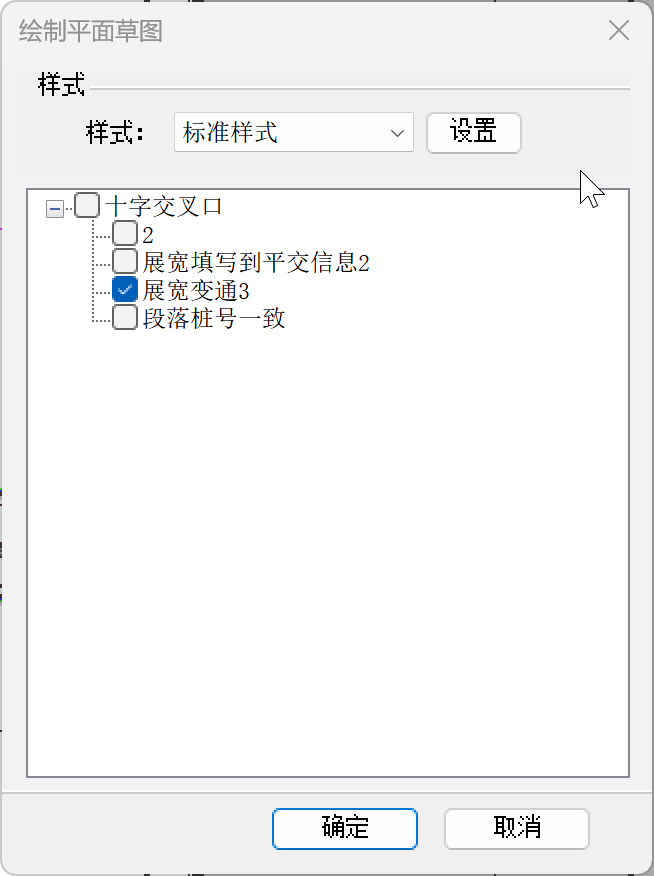 绘制平面草图
样式
样式： 标准样式 设置
十字交叉口
2
展宽填写到平交信息2
展宽变通3
段落桩号一致
确定 取消